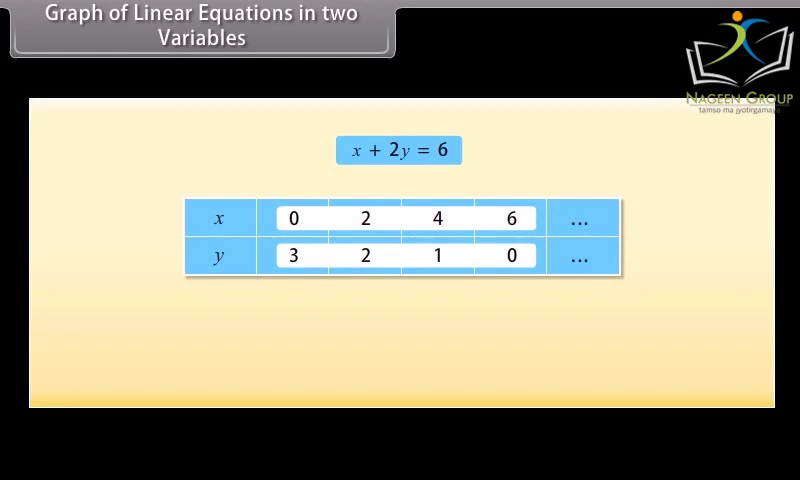 Graph of Linear Equations in two
Variables
NAGEEN GROUP
tamso ma jyotirgamaya
x + 2y = 6
x 0 2 4 6 ...
y 3 2 1 0 ...